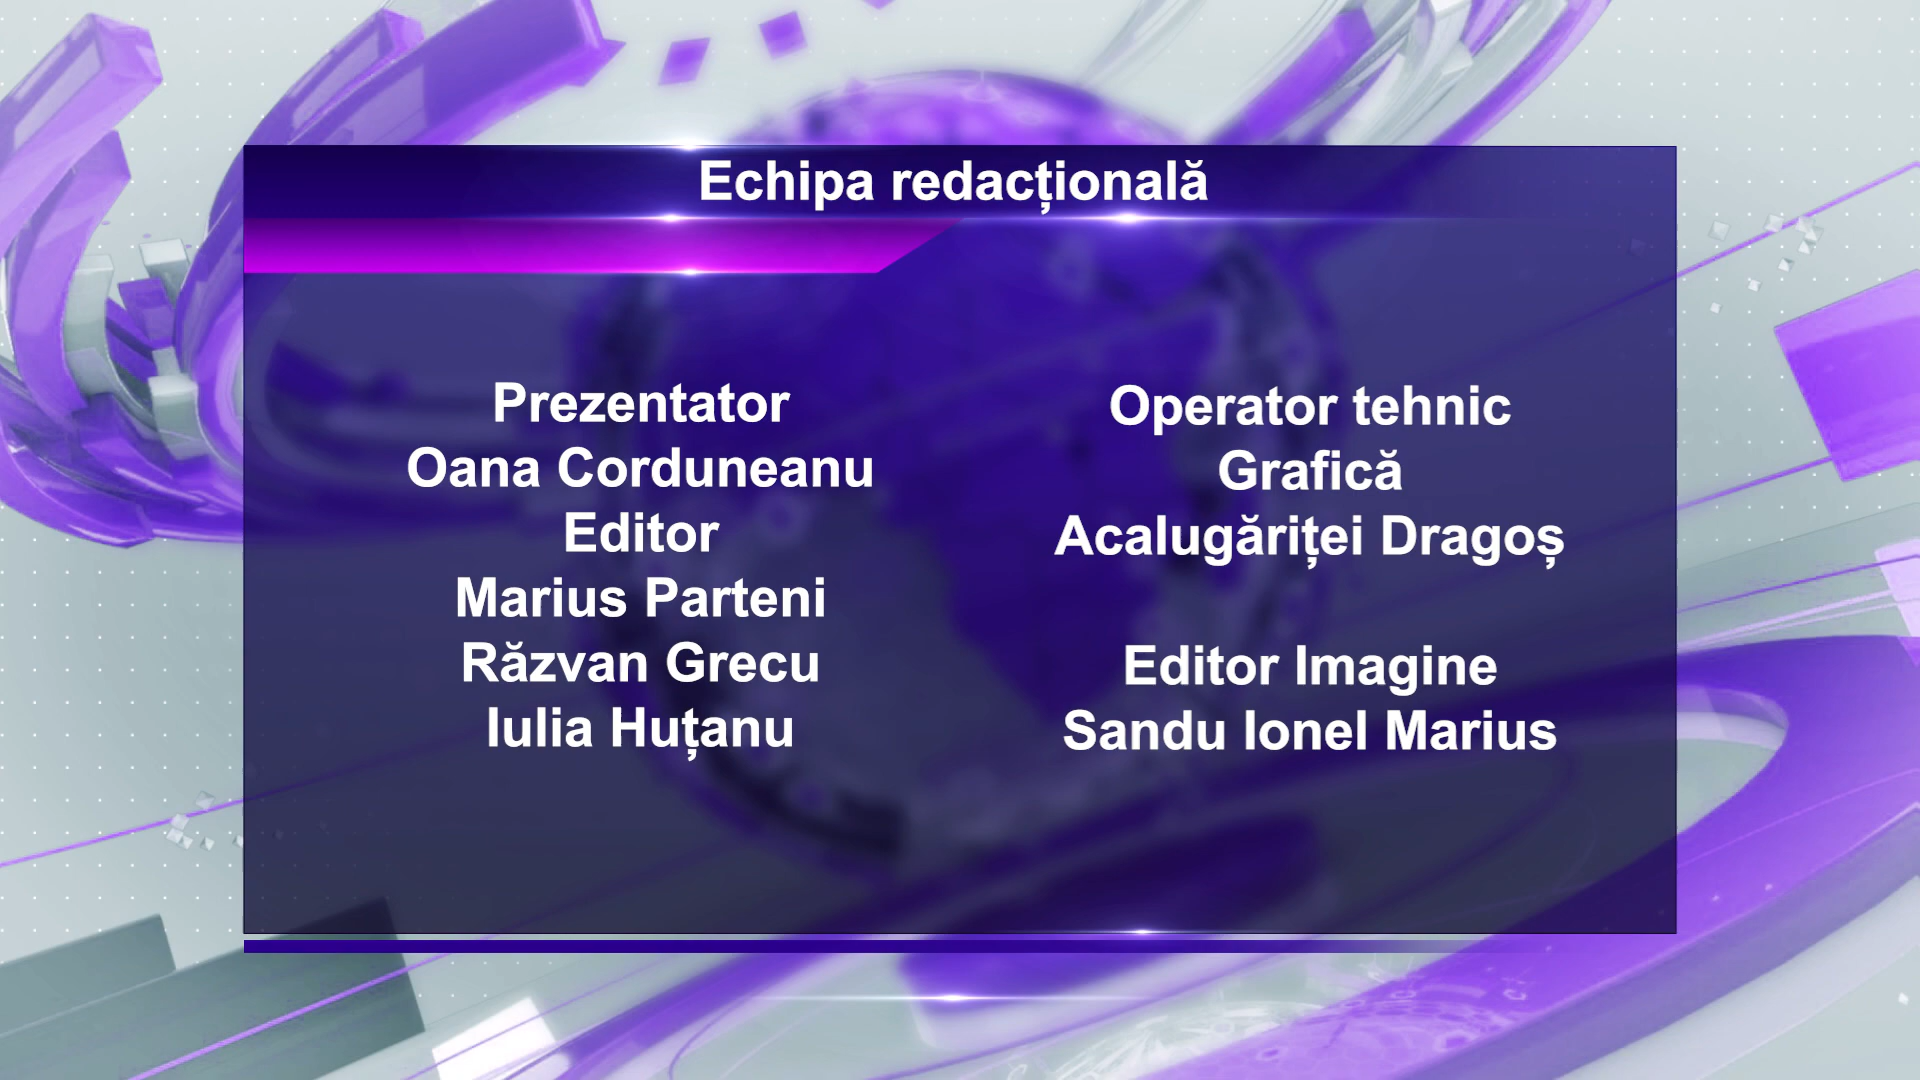 Echipa redacțională
Prezentator
Oana Corduneanu
Editor
Marius Parteni
Răzvan Grecu
Iulia Huțanu
Operator tehnic
Grafică
Acalugăriței Dragoș
Editor Imagine
Sandu Ionel Marius